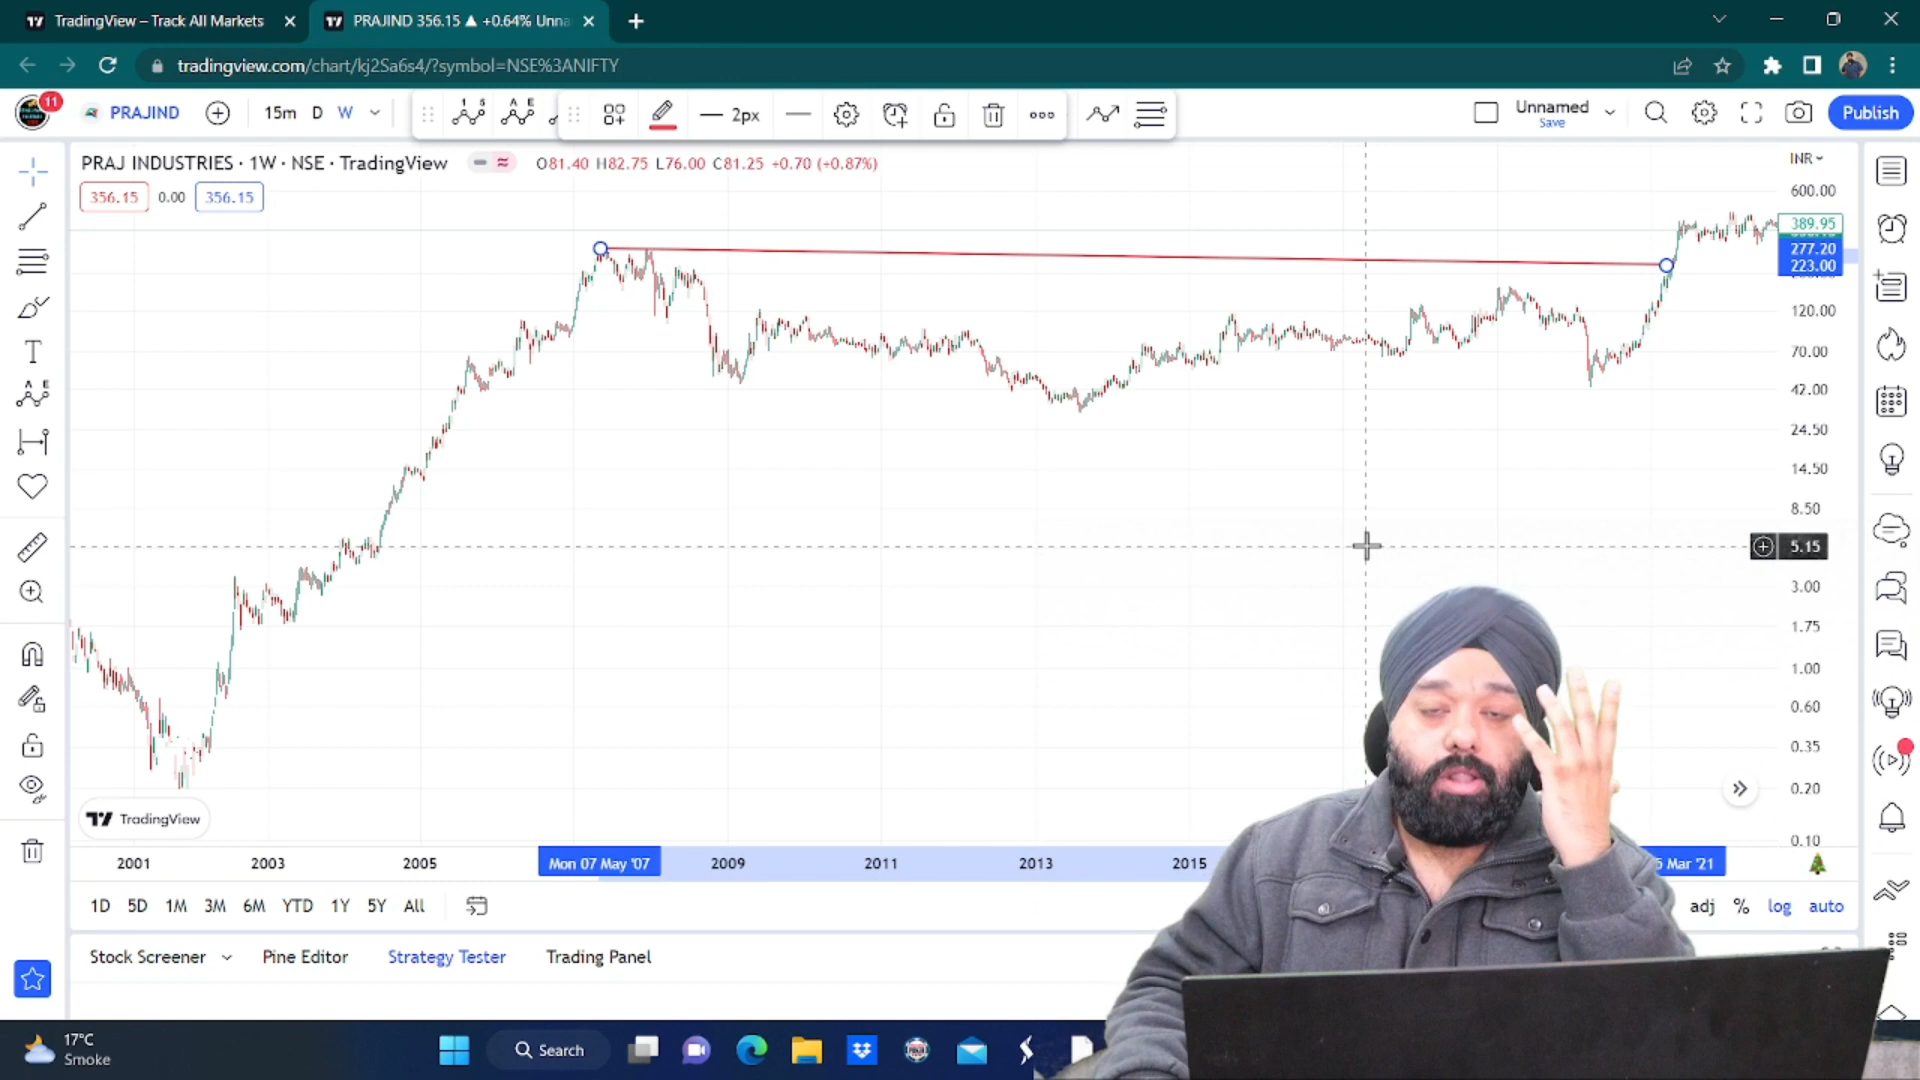 TradingView – Track All Markets
PRAJIND 356.15 ▲ +0.64% Unna
tradingview.com/chart/kj2Sa6s4/?symbol=NSE%3ANIFTY
11
PRAJIND
15m D W
2px
Unnamed
Save
Publish
PRAJ INDUSTRIES · 1W · NSE · TradingView
O81.40 H82.75 L76.00 C81.25 +0.70 (+0.87%)
356.15 0.00 356.15
INR
600.00
389.95
277.20
223.00
120.00
70.00
42.00
24.50
14.50
8.50
5.15
3.00
1.75
1.00
0.60
0.35
0.20
0.10
TradingView
2001 2003 2005 Mon 07 May '07 2009 2011 2013 2015 Mar '21
1D 5D 1M 3M 6M YTD 1Y 5Y All
adj % log auto
Stock Screener Pine Editor Strategy Tester Trading Panel
17°C
Smoke
Search